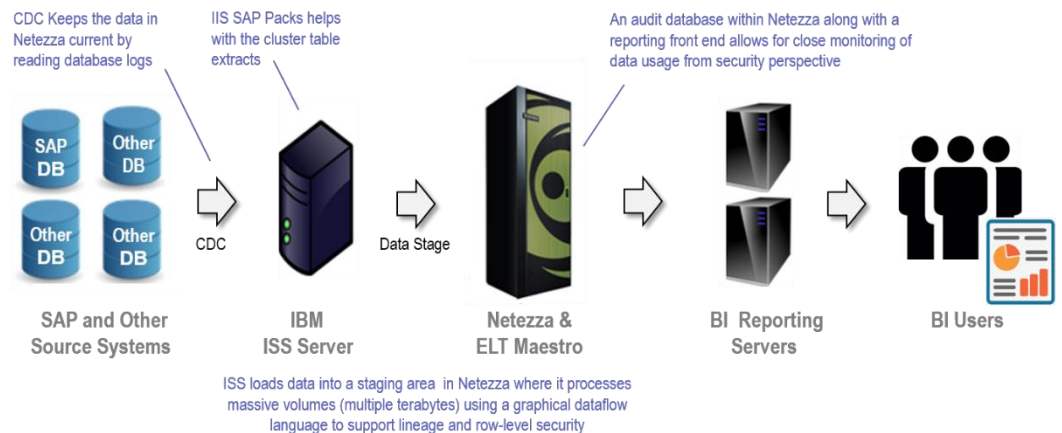 CDC Keeps the data in
Netezza current by
reading database logs
IIS SAP Packs helps
with the cluster table
extracts
An audit database within Netezza along with a
reporting front end allows for close monitoring of
data usage from security perspective
SAP
DB
Other
DB
Other
DB
Other
DB
CDC
Data Stage
SAP and Other
Source Systems
IBM
ISS Server
Netezza &
ELT Maestro
BI Reporting
Servers
BI Users
ISS loads data into a staging area in Netezza where it processes
massive volumes (multiple terabytes) using a graphical dataflow
language to support lineage and row-level security